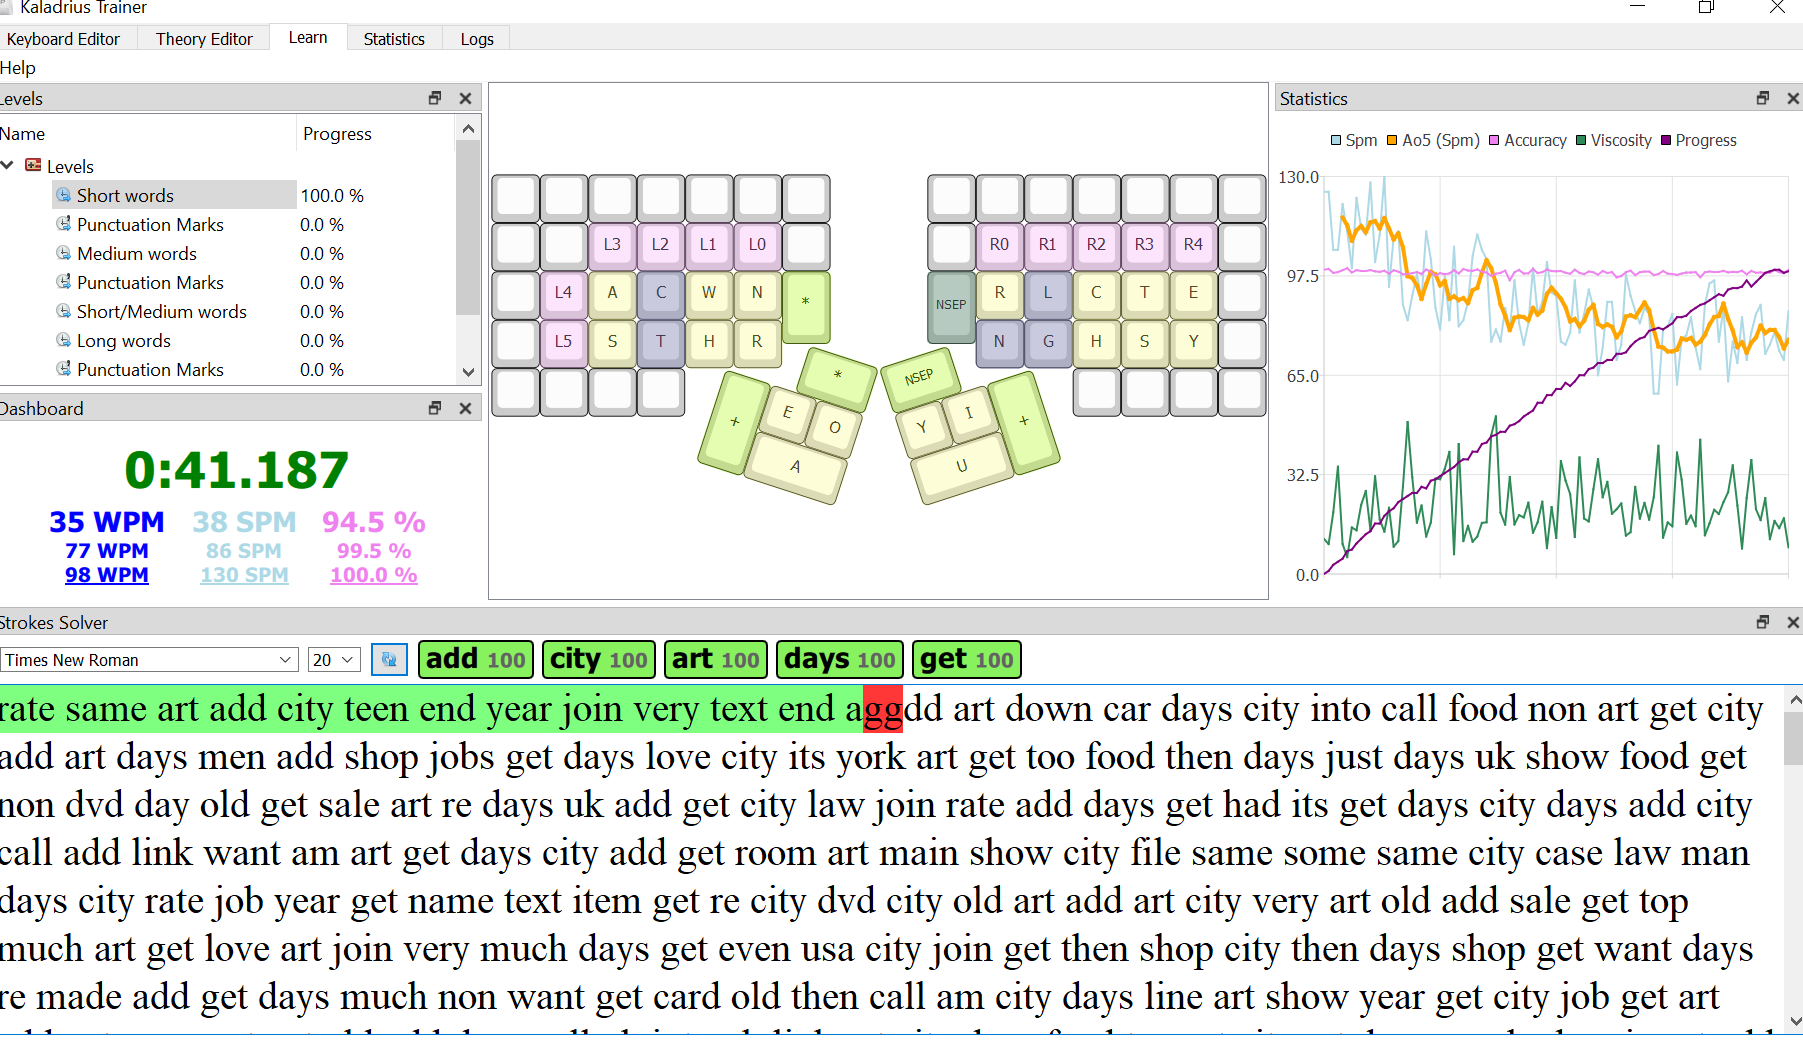 Kaladrius Trainer
Keyboard Editor Theory Editor Learn Statistics Logs
Help
Levels
Name Progress
Levels
Short words 100.0 %
Punctuation Marks 0.0 %
Medium words 0.0 %
Punctuation Marks 0.0 %
Short/Medium words 0.0 %
Long words 0.0 %
Punctuation Marks 0.0 %
Dashboard
0:41.187
35 WPM 38 SPM 94.5 %
77 WPM 86 SPM 99.5 %
98 WPM 130 SPM 100.0 %
L3 L2 L1 L0 R0 R1 R2 R3 R4
L4 A C W N * NSEP R L C T E
L5 S T H R N G H S Y
* NSEP
+ E O Y I +
A U
Statistics
Spm Ao5 (Spm) Accuracy Viscosity Progress
130.0
97.5
65.0
32.5
0.0
Strokes Solver
Times New Roman 20 add 100 city 100 art 100 days 100 get 100
rate same art add city teen end year join very text end aggdd art down car days city into call food non art get city
add art days men add shop jobs get days love city its york art get too food then days just days uk show food get
non dvd day old get sale art re days uk add get city law join rate add days get had its get days city days add city
call add link want am art get days city add get room art main show city file same some same city case law man
days city rate job year get name text item get re city dvd city old art add art city very art old add sale get top
much art get love art join very much days get even usa city join get then shop city then days shop get want days
re made add get days much non want get card old then call am city days line art show year get city job get art